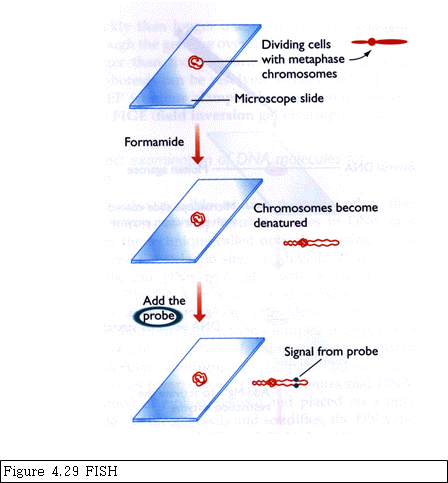 Dividing cells
with metaphase
chromosomes
Microscope slide
Formamide
Chromosomes become
denatured
Add the
probe
Signal from probe
Figure 4.29 FISH